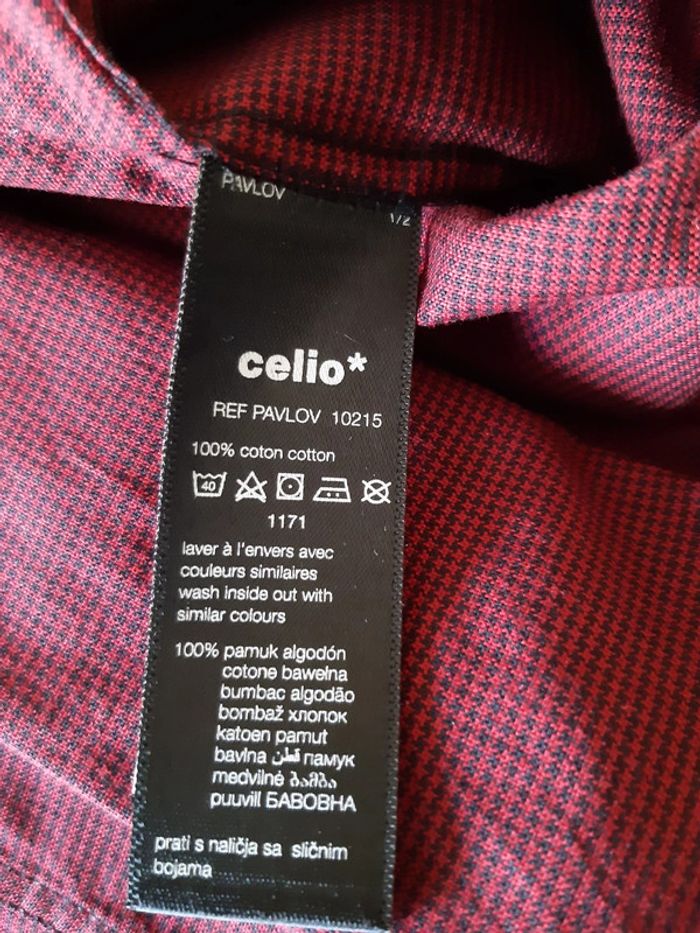 PAVLOV
1/2
celio*
REF PAVLOV 10215
100% coton cotton
40
1171
laver à l'envers avec
couleurs similaires
wash inside out with
similar colours
100% pamuk algodón
cotone bawełna
bumbac algodão
bombaž хлопок
katoen pamut
bavlna قطن памук
medvilnė ბამბა
puuvill БАВОВНА
prati s naličja sa sličnim
bojama